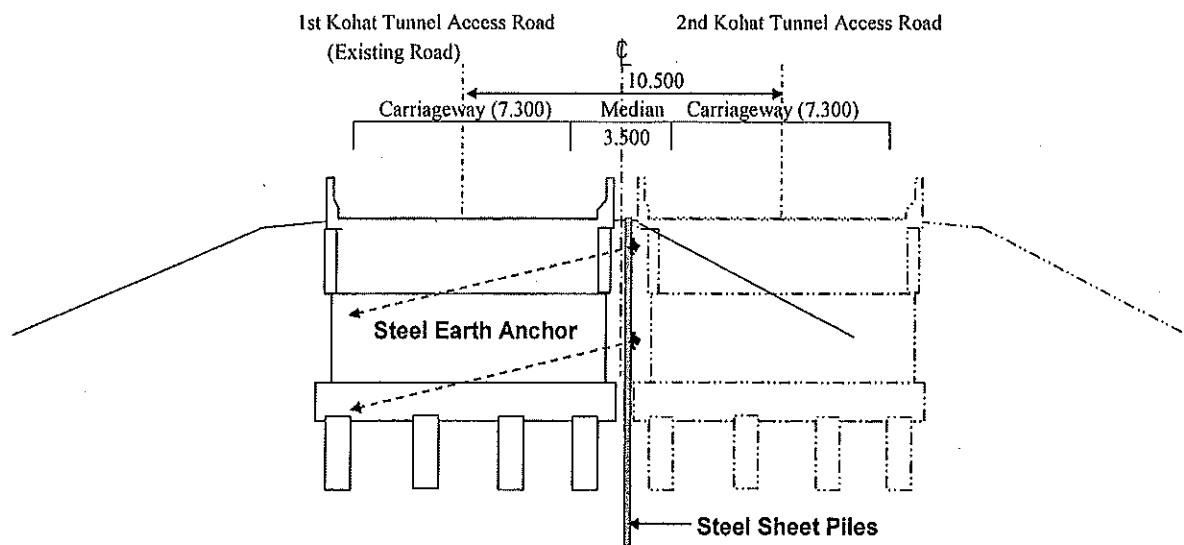 1st Kohat Tunnel Access Road
(Existing Road)
2nd Kohat Tunnel Access Road
℄
10.500
Carriageway (7.300)
Median
Carriageway (7.300)
3.500
Steel Earth Anchor
Steel Sheet Piles